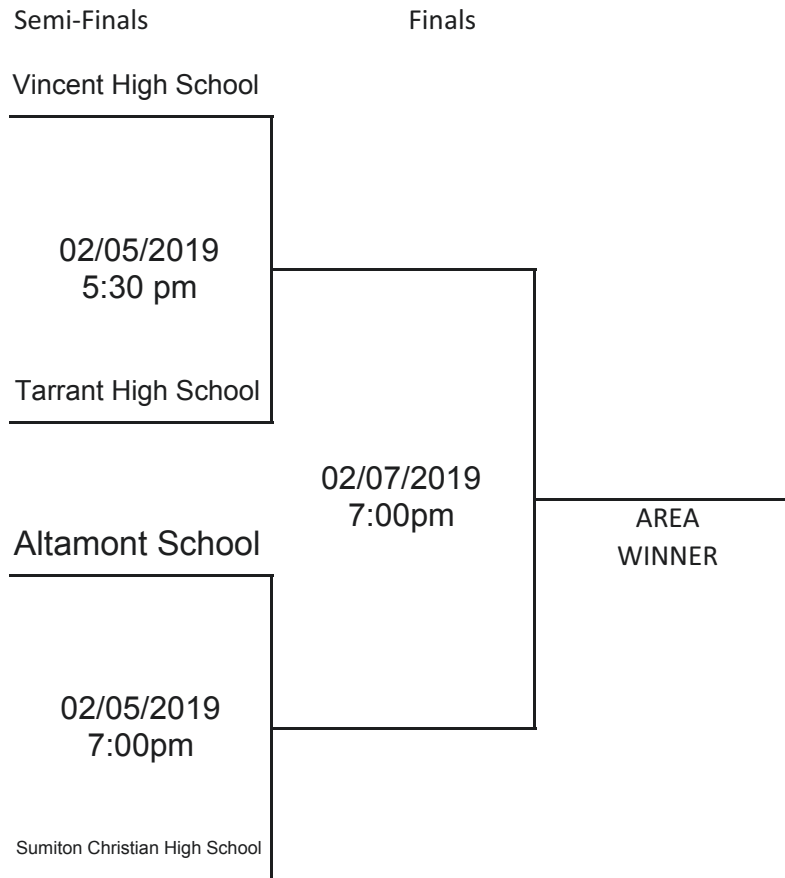 Semi-Finals
Finals
Vincent High School
02/05/2019
5:30 pm
Tarrant High School
02/07/2019
7:00pm
AREA
WINNER
Altamont School
02/05/2019
7:00pm
Sumiton Christian High School